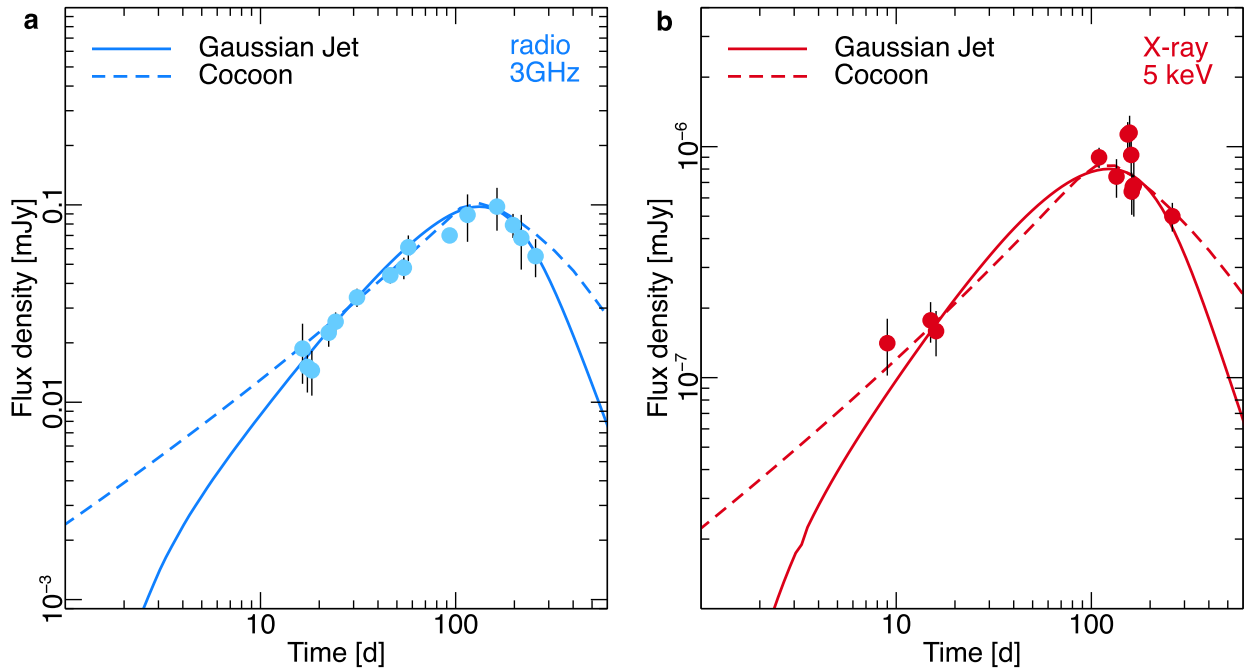 a
Gaussian Jet
Cocoon
radio
3GHz
Flux density [mJy]
0.1
0.01
10⁻³
10
100
Time [d]
b
Gaussian Jet
Cocoon
X-ray
5 keV
Flux density [mJy]
10⁻⁶
10⁻⁷
10
100
Time [d]